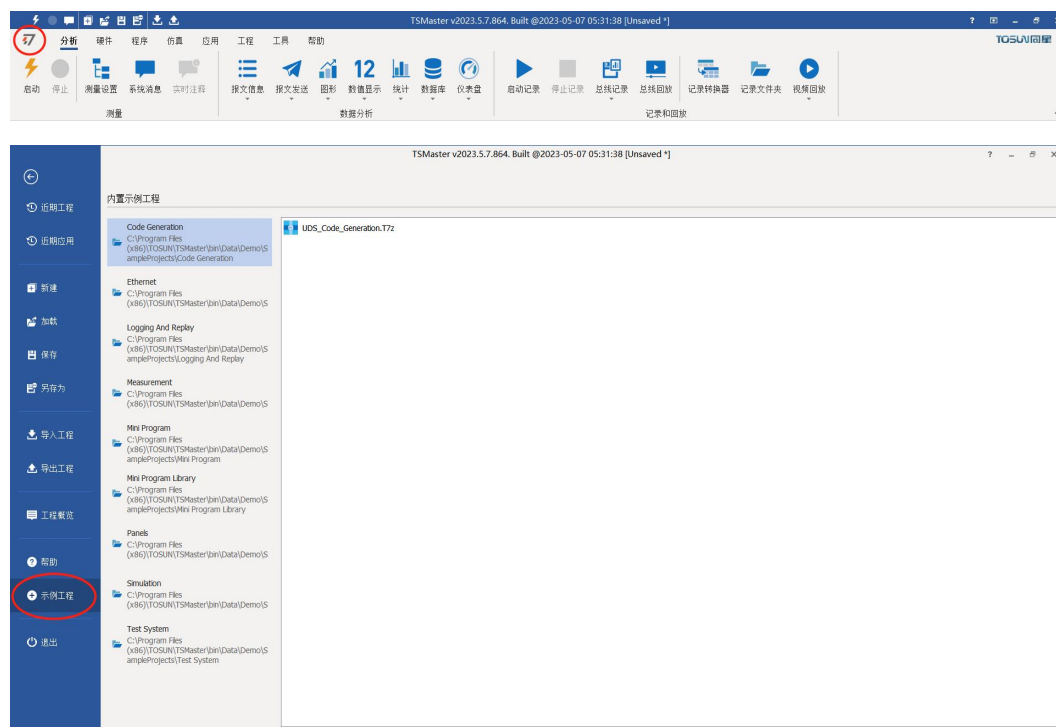 TSMaster v2023.5.7.864. Built @2023-05-07 05:31:38 [Unsaved *]
分析 硬件 程序 仿真 应用 工程 工具 帮助
TOSUN同星
启动 停止 测量设置 系统消息 实时注释 报文信息 报文发送 图形 数值显示 统计 数据库 仪表盘 启动记录 停止记录 总线记录 总线回放 记录转换器 记录文件夹 视频回放
测量 数据分析 记录和回放
TSMaster v2023.5.7.864. Built @2023-05-07 05:31:38 [Unsaved *]
近期工程
近期应用
新建
加载
保存
另存为
导入工程
导出工程
工程概览
帮助
示例工程
退出
内置示例工程
Code Generation
C:\Program Files
(x86)\TOSUN\TSMaster\bin\Data\Demo\S
ampleProjects\Code Generation
Ethernet
C:\Program Files
(x86)\TOSUN\TSMaster\bin\Data\Demo\S
Logging And Replay
C:\Program Files
(x86)\TOSUN\TSMaster\bin\Data\Demo\S
ampleProjects\Logging And Replay
Measurement
C:\Program Files
(x86)\TOSUN\TSMaster\bin\Data\Demo\S
Mini Program
C:\Program Files
(x86)\TOSUN\TSMaster\bin\Data\Demo\S
ampleProjects\Mini Program
Mini Program Library
C:\Program Files
(x86)\TOSUN\TSMaster\bin\Data\Demo\S
ampleProjects\Mini Program Library
Panels
C:\Program Files
(x86)\TOSUN\TSMaster\bin\Data\Demo\S
Simulation
C:\Program Files
(x86)\TOSUN\TSMaster\bin\Data\Demo\S
Test System
C:\Program Files
(x86)\TOSUN\TSMaster\bin\Data\Demo\S
ampleProjects\Test System
UDS_Code_Generation.T7z